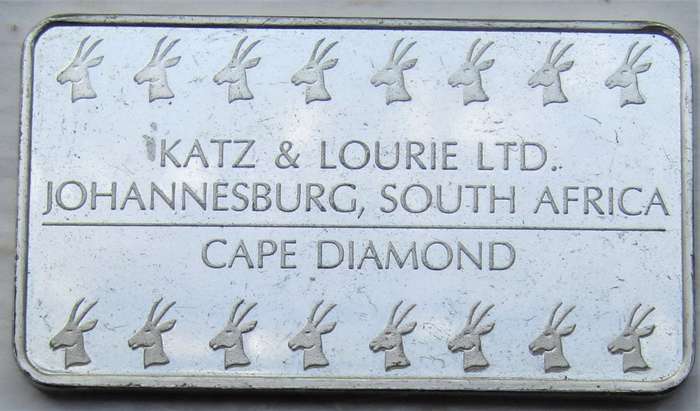 KATZ & LOURIE LTD.
JOHANNESBURG, SOUTH AFRICA
CAPE DIAMOND